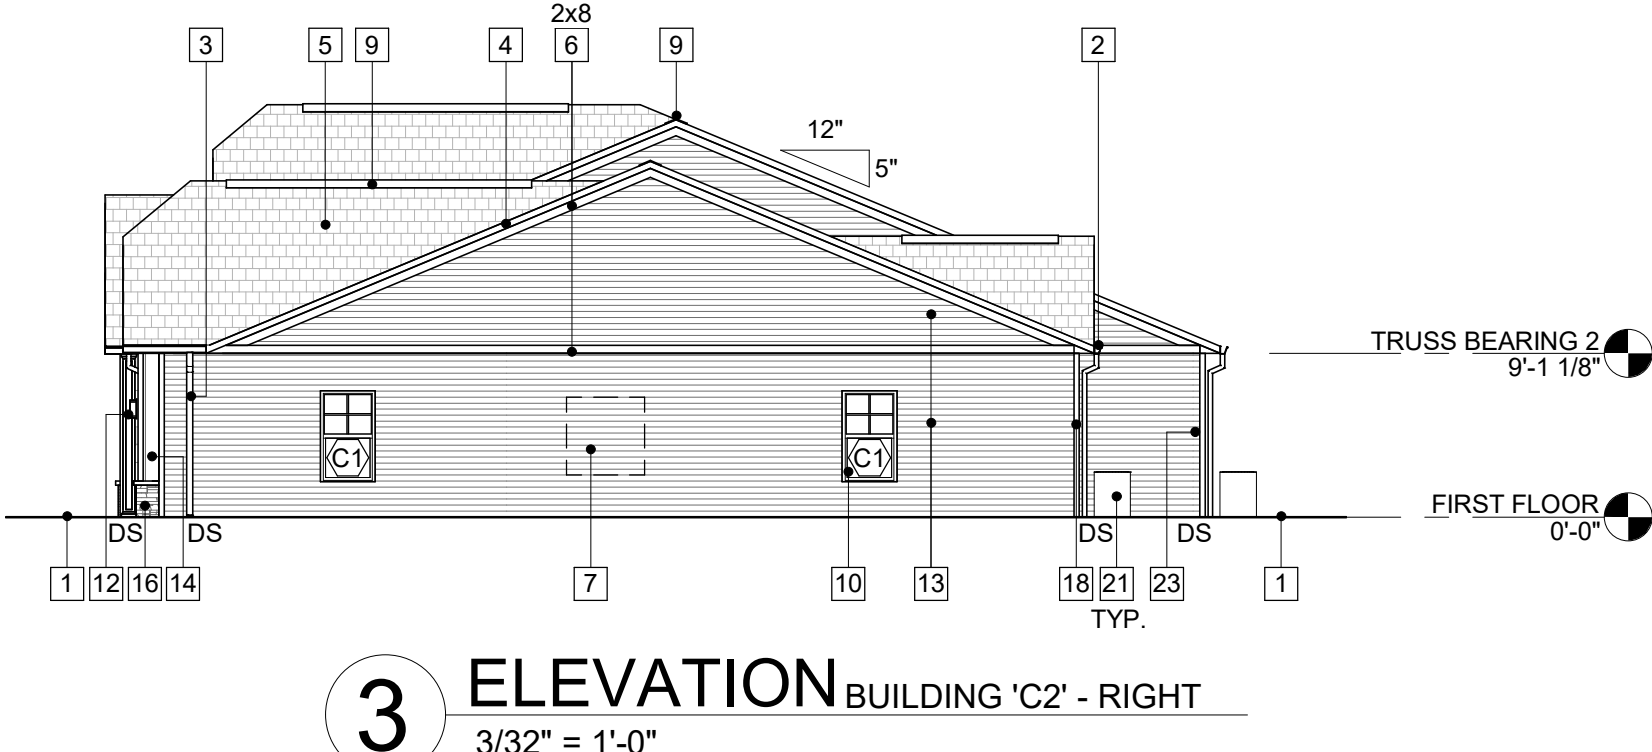 2x8
3 5 9 4 6 9 2
12"
5"
TRUSS BEARING 2
9'-1 1/8"
C1 C1
FIRST FLOOR
0'-0"
DS DS DS DS
1 12 16 14 7 10 13 18 21 23 1
TYP.
3 ELEVATION BUILDING 'C2' - RIGHT
3/32" = 1'-0"